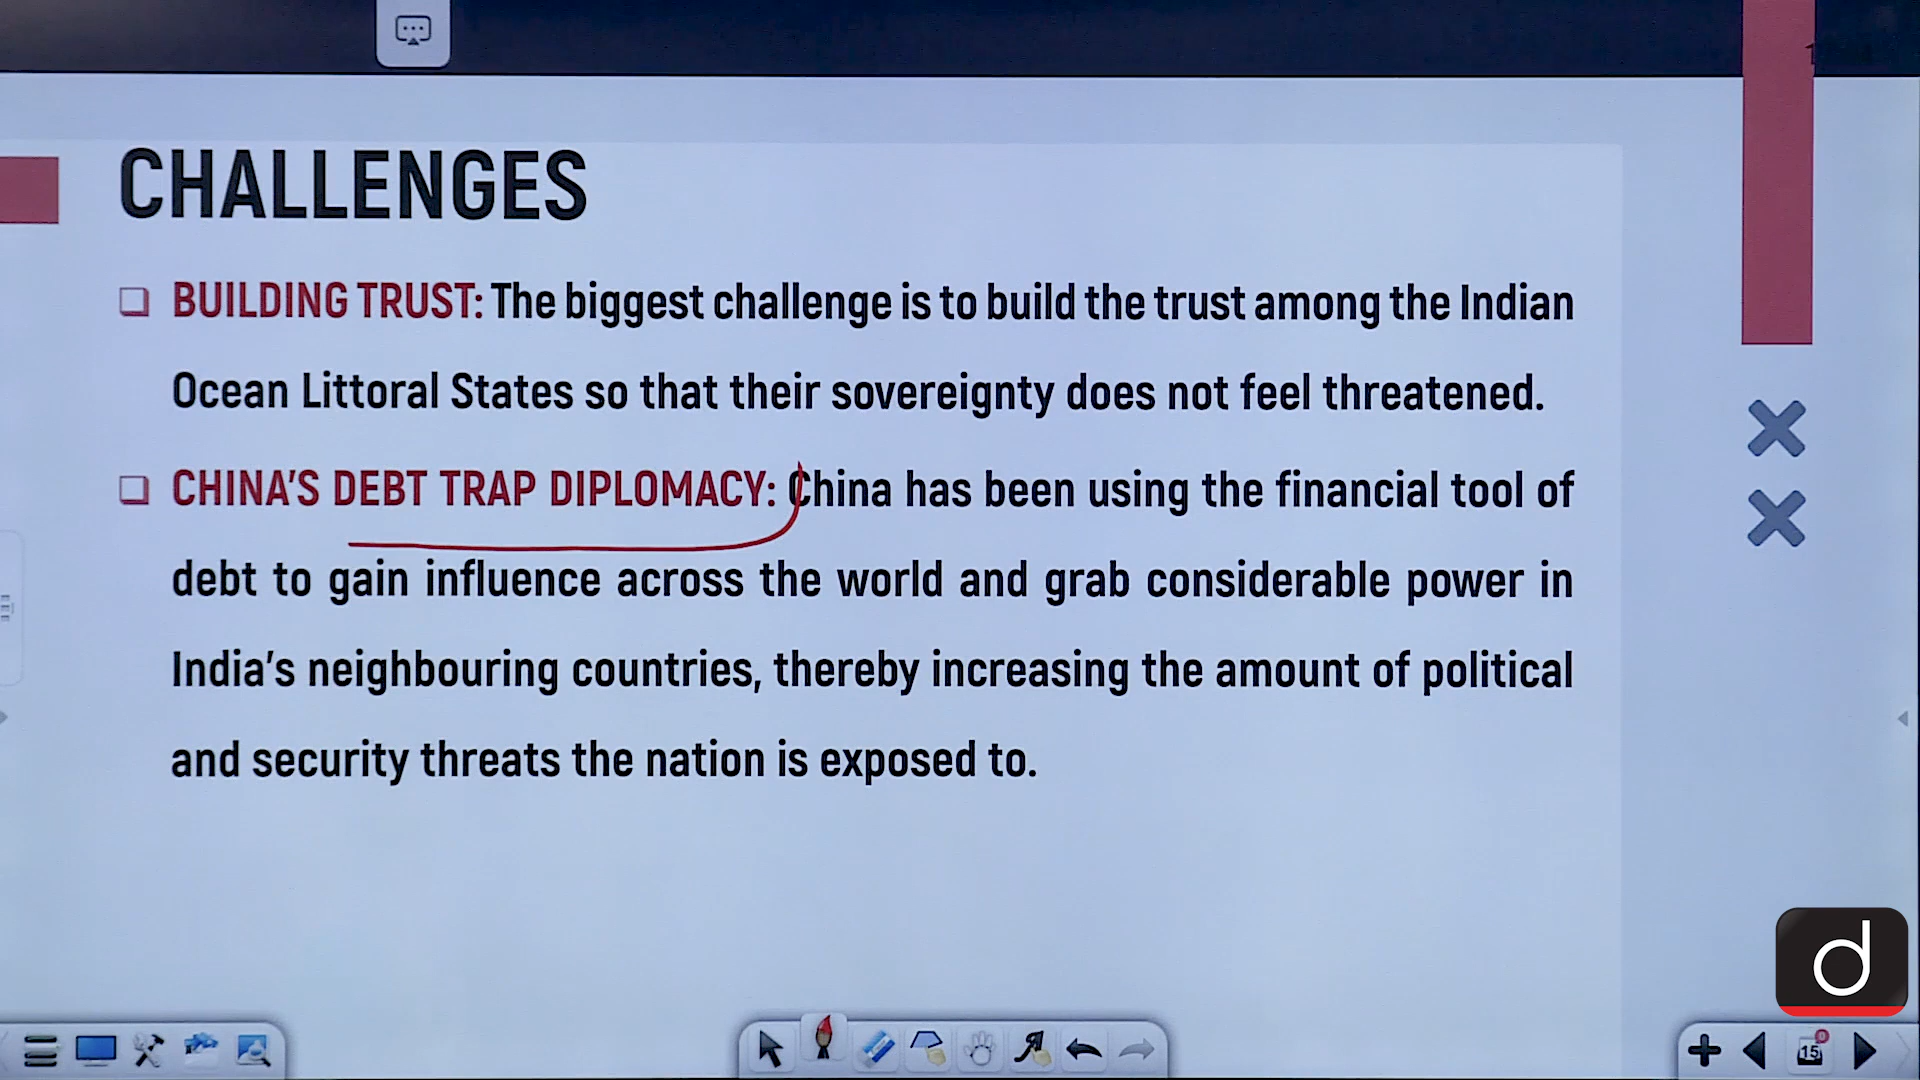 CHALLENGES
BUILDING TRUST: The biggest challenge is to build the trust among the Indian
Ocean Littoral States so that their sovereignty does not feel threatened.
CHINA'S DEBT TRAP DIPLOMACY: China has been using the financial tool of
debt to gain influence across the world and grab considerable power in
India's neighbouring countries, thereby increasing the amount of political
and security threats the nation is exposed to.
d
15